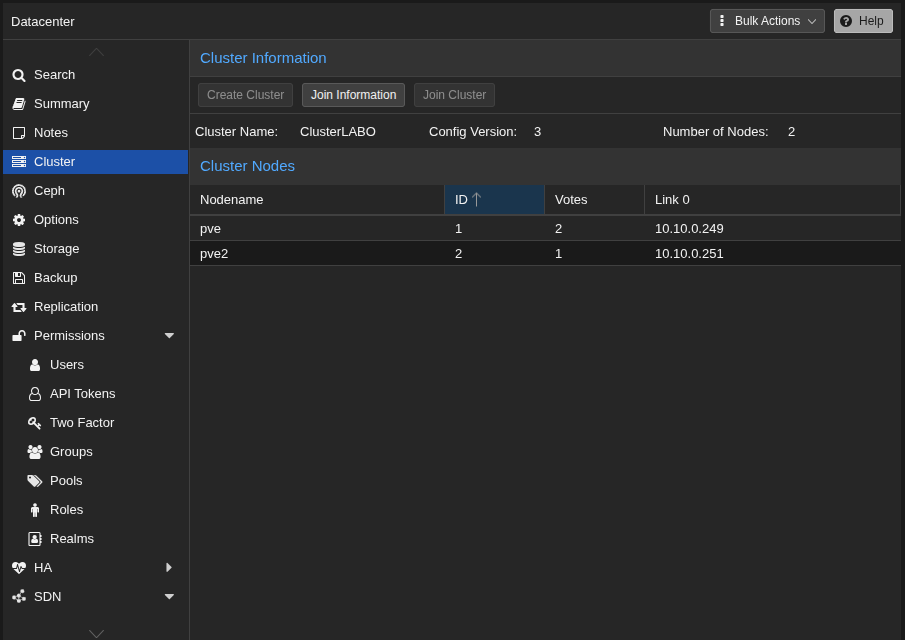 Datacenter
Bulk Actions
Help
Search
Summary
Notes
Cluster
Ceph
Options
Storage
Backup
Replication
Permissions
Users
API Tokens
Two Factor
Groups
Pools
Roles
Realms
HA
SDN
Cluster Information
Create Cluster Join Information Join Cluster
Cluster Name: ClusterLABO Config Version: 3 Number of Nodes: 2
Cluster Nodes
Nodename ID Votes Link 0
pve 1 2 10.10.0.249
pve2 2 1 10.10.0.251